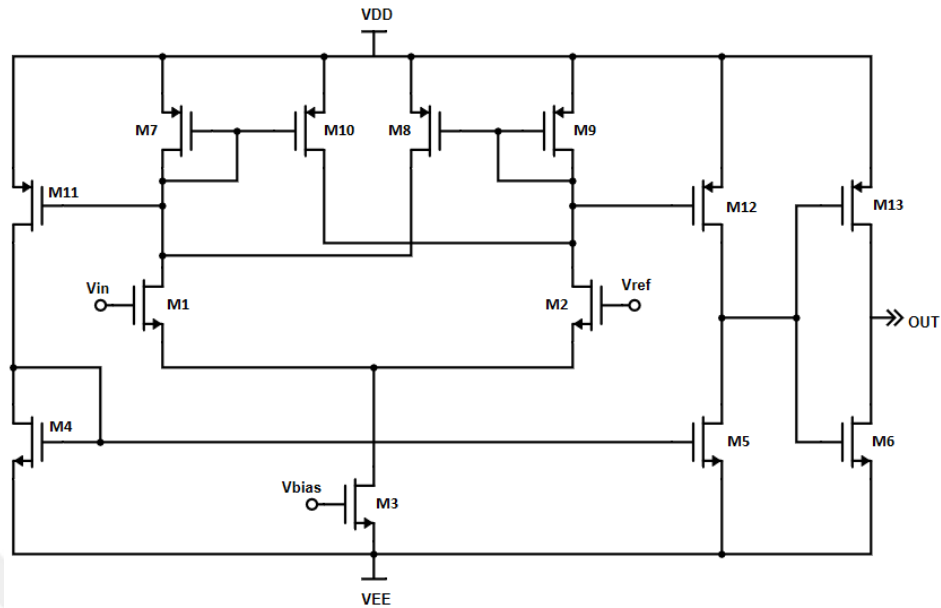 VDD
M7
M10
M8
M9
M11
M12
M13
Vin
M1
M2
Vref
OUT
M4
M5
M6
Vbias
M3
VEE